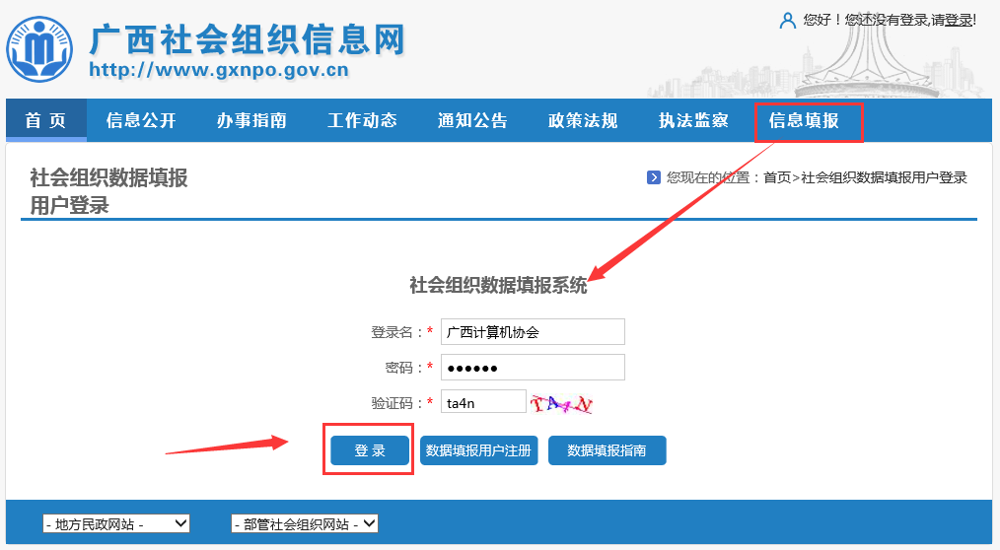 您好！您还没有登录,请登录!
广西社会组织信息网
http://www.gxnpo.gov.cn
首 页 信息公开 办事指南 工作动态 通知公告 政策法规 执法监察 信息填报
社会组织数据填报
用户登录
您现在的位置：首页>社会组织数据填报用户登录
社会组织数据填报系统
登录名：* 广西计算机协会
密码：* ●●●●●●
验证码：* ta4n TA4N
登 录 数据填报用户注册 数据填报指南
- 地方民政网站 - - 部管社会组织网站 -